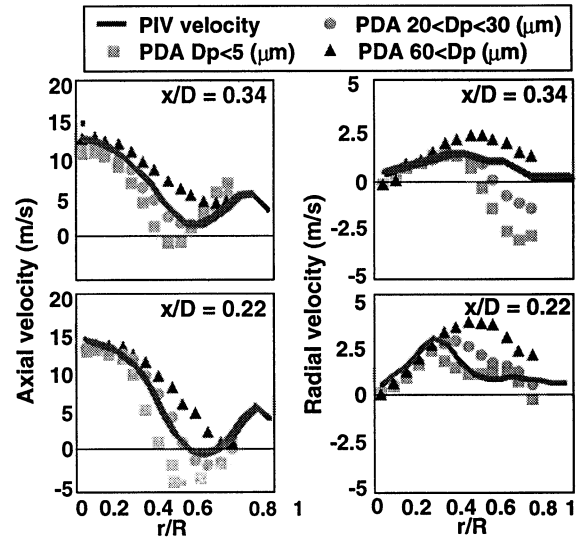 PIV velocity
PDA 20<Dp<30 (μm)
PDA Dp<5 (μm)
PDA 60<Dp (μm)
Axial velocity (m/s)
x/D = 0.34
20
15
10
5
0
x/D = 0.22
20
15
10
5
0
-5
0 0.2 0.4 0.6 0.8 1
r/R
Radial velocity (m/s)
x/D = 0.34
5
2.5
0
-2.5
-5
x/D = 0.22
5
2.5
0
-2.5
-5
0 0.2 0.4 0.6 0.8 1
r/R